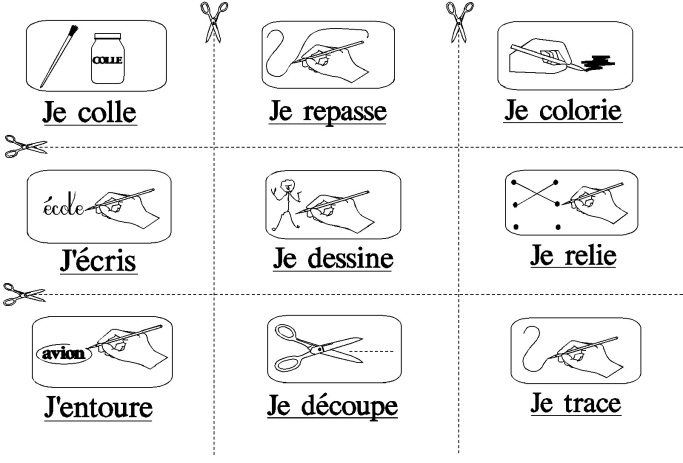 COLLE
Je colle
Je repasse
Je colorie
école
J'écris
Je dessine
Je relie
avion
J'entoure
Je découpe
Je trace